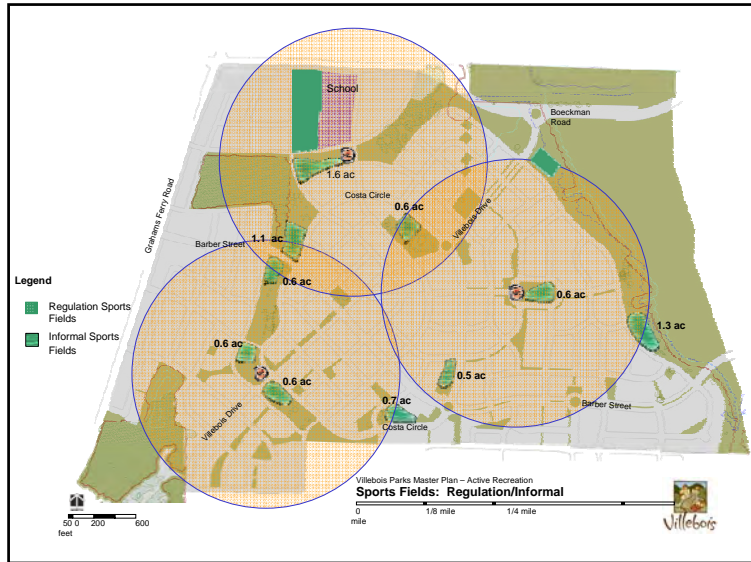 School
Boeckman
Road
1.6 ac
Costa Circle
0.6 ac
Villebois Drive
Grahams Ferry Road
1.1 ac
Barber Street
0.6 ac
0.6 ac
1.3 ac
Legend
Regulation Sports
Fields
Informal Sports
Fields
0.6 ac
0.6 ac
0.5 ac
0.7 ac
Barber Street
Villebois Drive
Costa Circle
Villebois Parks Master Plan – Active Recreation
Sports Fields: Regulation/Informal
0 1/8 mile 1/4 mile
mile
50 0 200 600
feet
Villebois